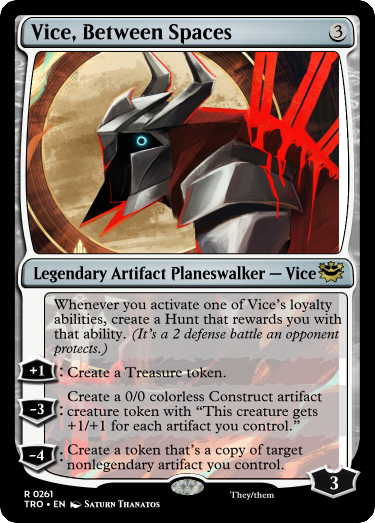 Vice, Between Spaces 3
Legendary Artifact Planeswalker — Vice
Whenever you activate one of Vice's loyalty
abilities, create a Hunt that rewards you with
that ability. (It's a 2 defense battle an opponent
protects.)
+1: Create a Treasure token.
Create a 0/0 colorless Construct artifact
-3: creature token with "This creature gets
+1/+1 for each artifact you control."
-4: Create a token that's a copy of target
nonlegendary artifact you control.
3
R 0261
TRO • EN Saturn Thanatos
They/them